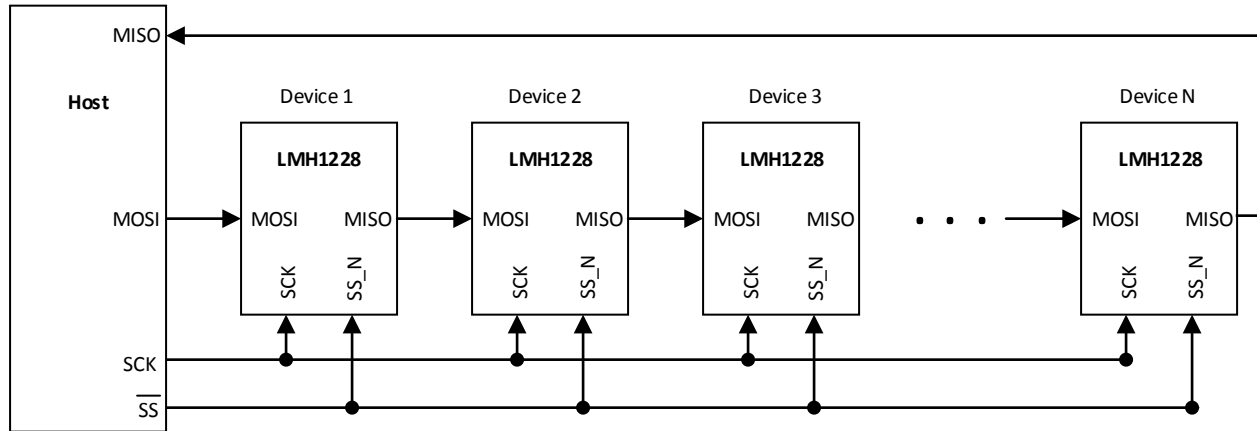 MISO
Host
Device 1
Device 2
Device 3
Device N
LMH1228
LMH1228
LMH1228
LMH1228
MOSI
MOSI
MISO
MOSI
MISO
MOSI
MISO
. . .
MOSI
MISO
SCK
SS_N
SCK
SS_N
SCK
SS_N
SCK
SS_N
SCK
SS